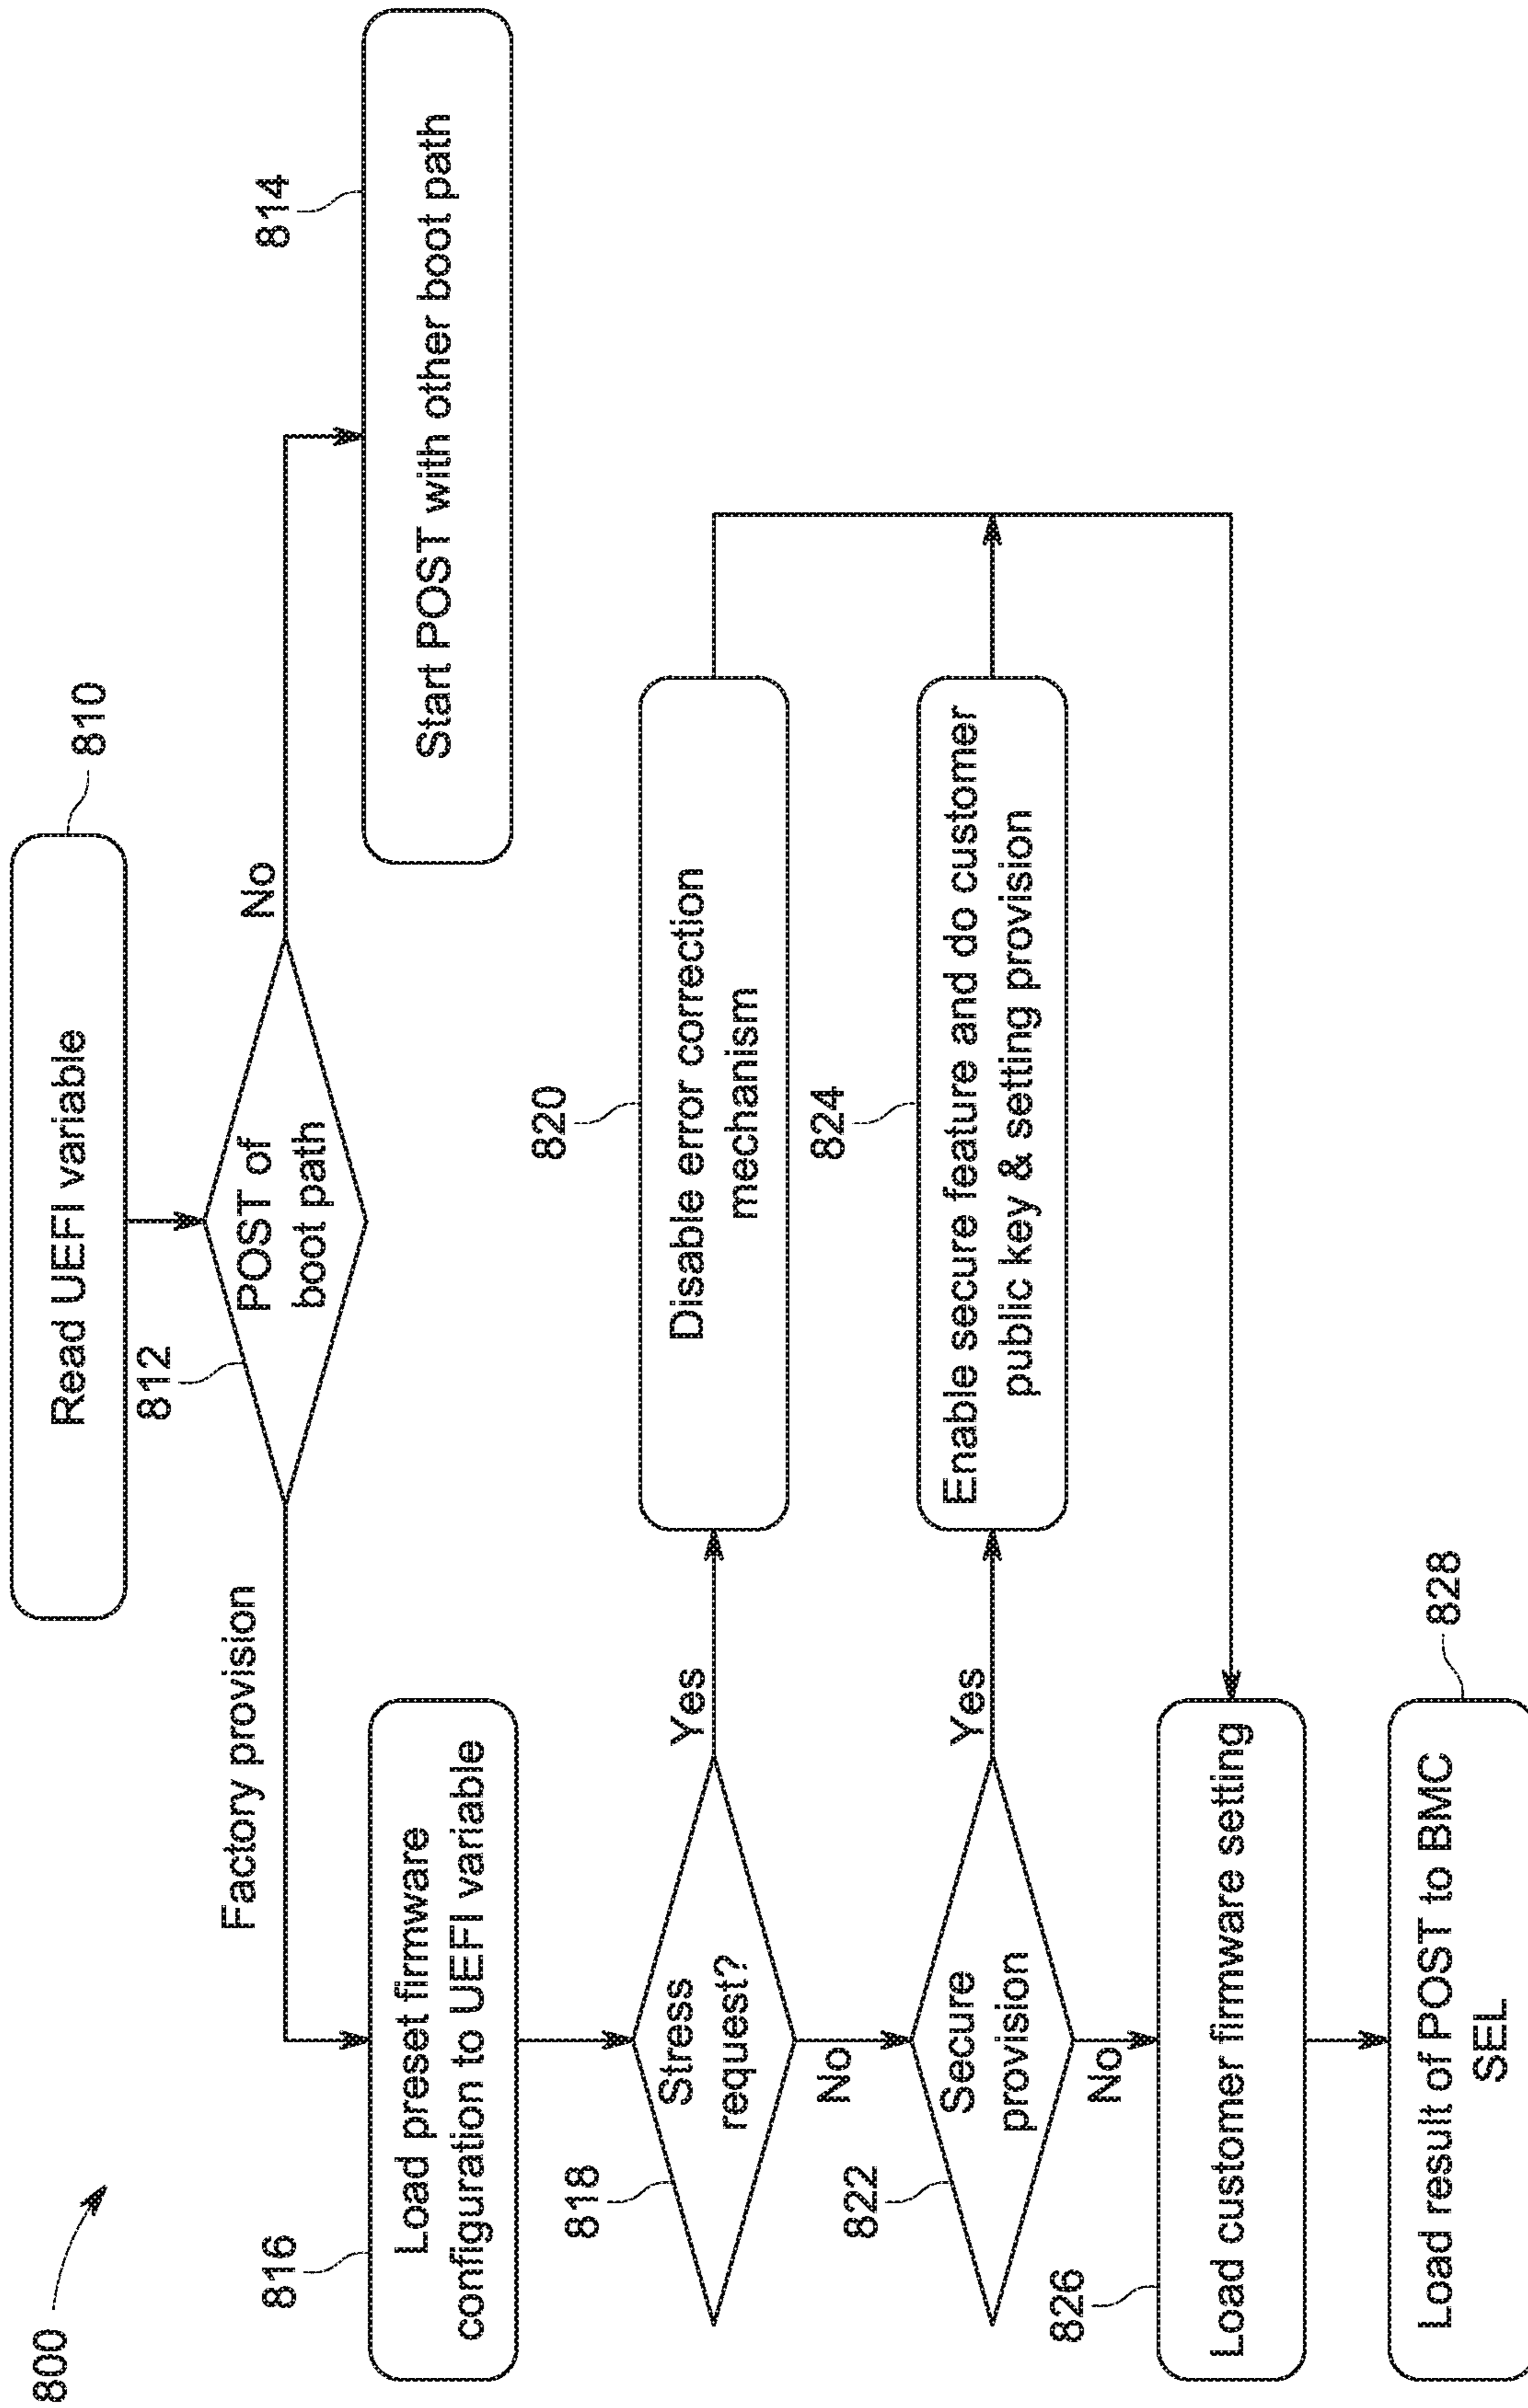 800
Read UEFI variable
810
812
POST of
boot path
Factory provision
No
814
Start POST with other boot path
816
Load preset firmware
configuration to UEFI variable
818
Stress
request?
Yes
820
Disable error correction
mechanism
No
822
Secure
provision
Yes
824
Enable secure feature and do customer
public key & setting provision
No
826
Load customer firmware setting
828
Load result of POST to BMC
SEL